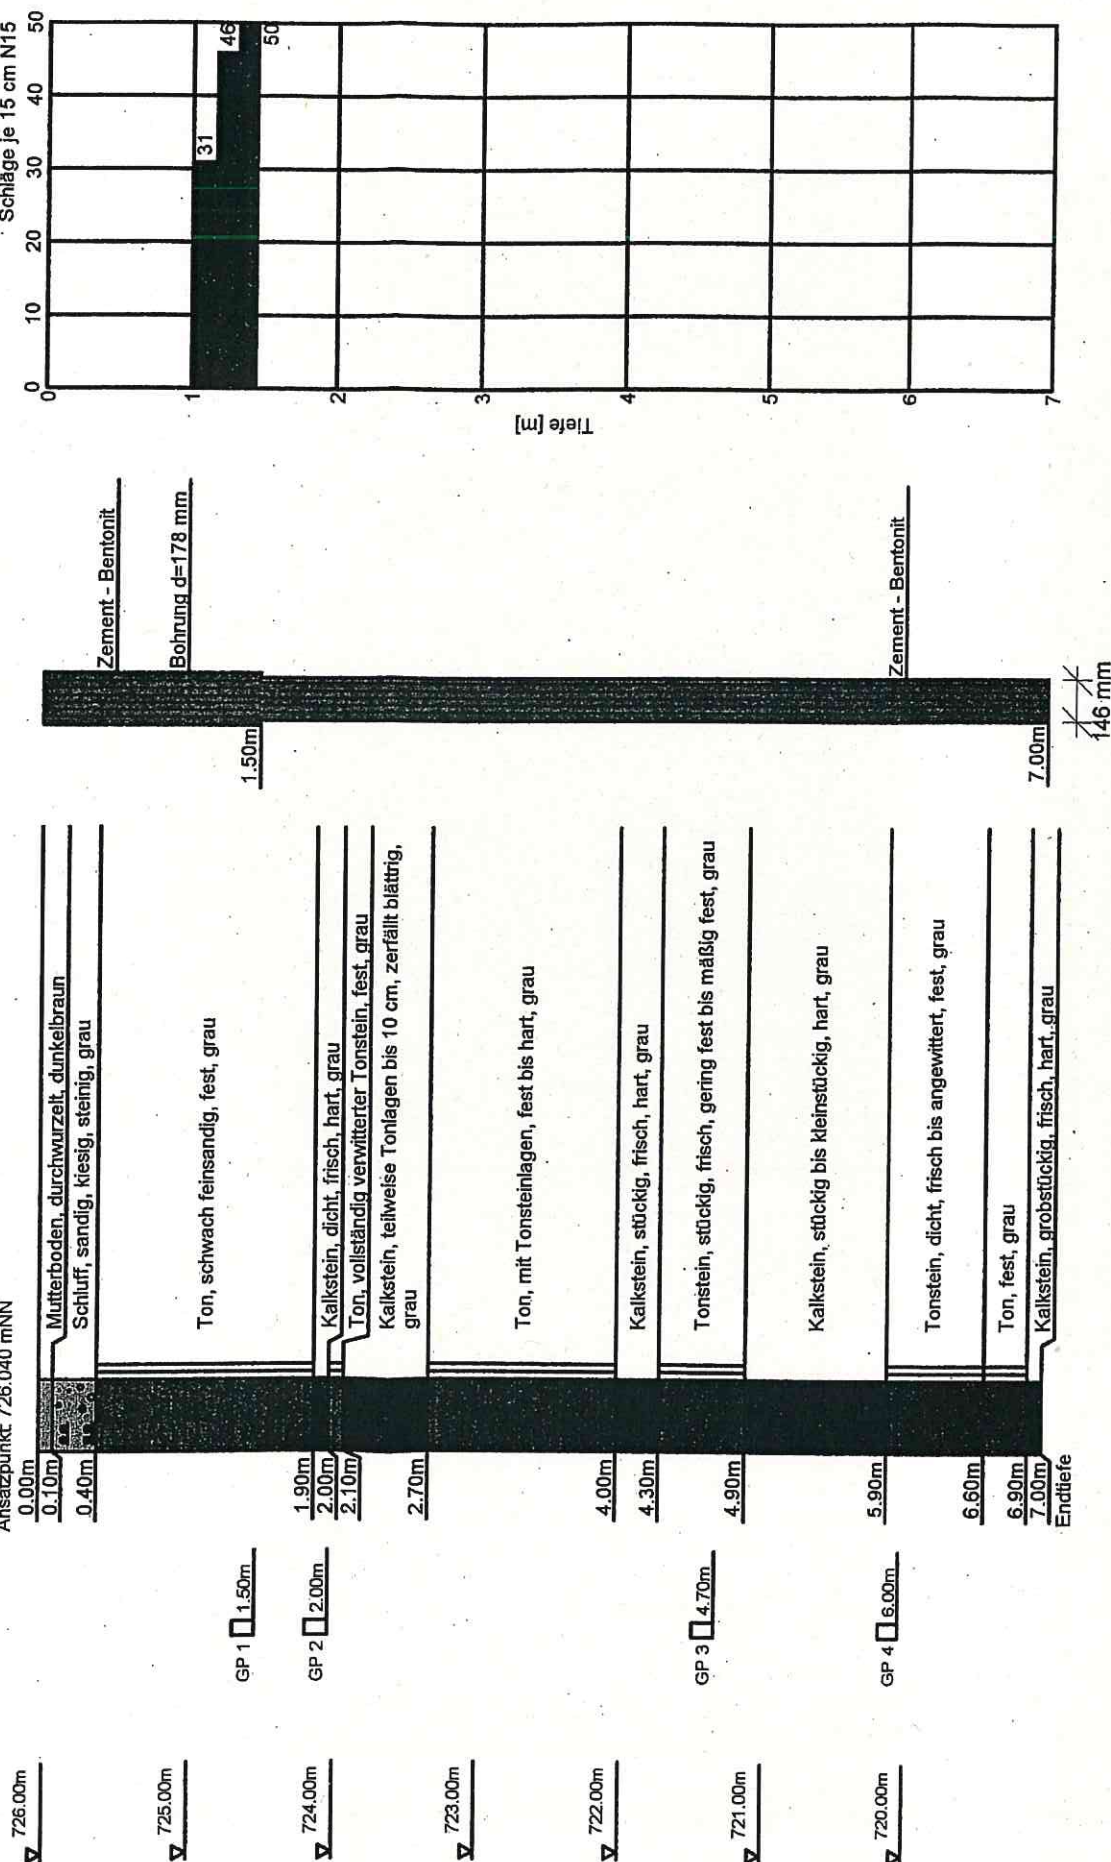 Ansatzpunkt: 726.040 mNN
726.00m
725.00m
724.00m
723.00m
722.00m
721.00m
720.00m
GP 1 1.50m
GP 2 2.00m
GP 3 4.70m
GP 4 6.00m
0.00m
0.10m
0.40m
1.90m
2.00m
2.10m
2.70m
4.00m
4.30m
4.90m
5.90m
6.60m
6.90m
7.00m
Endtiefe
Mutterboden, durchwurzelt, dunkelbraun
Schluff, sandig, kiesig, steinig, grau
Ton, schwach feinsandig, fest, grau
Kalkstein, dicht, frisch, hart, grau
Ton, vollständig verwitterter Tonstein, fest, grau
Kalkstein, teilweise Tonlagen bis 10 cm, zerfällt blättrig,
grau
Ton, mit Tonsteinlagen, fest bis hart, grau
Kalkstein, stückig, frisch, hart, grau
Tonstein, stückig, frisch, gering fest bis mäßig fest, grau
Kalkstein, stückig bis kleinstückig, hart, grau
Tonstein, dicht, frisch bis angewittert, fest, grau
Ton, fest, grau
Kalkstein, grobstückig, frisch, hart, grau
1.50m
7.00m
Zement - Bentonit
Bohrung d=178 mm
Zement - Bentonit
146 mm
Schläge je 15 cm N15
0 10 20 30 40 50
31
46
50
Tiefe [m]
0
1
2
3
4
5
6
7